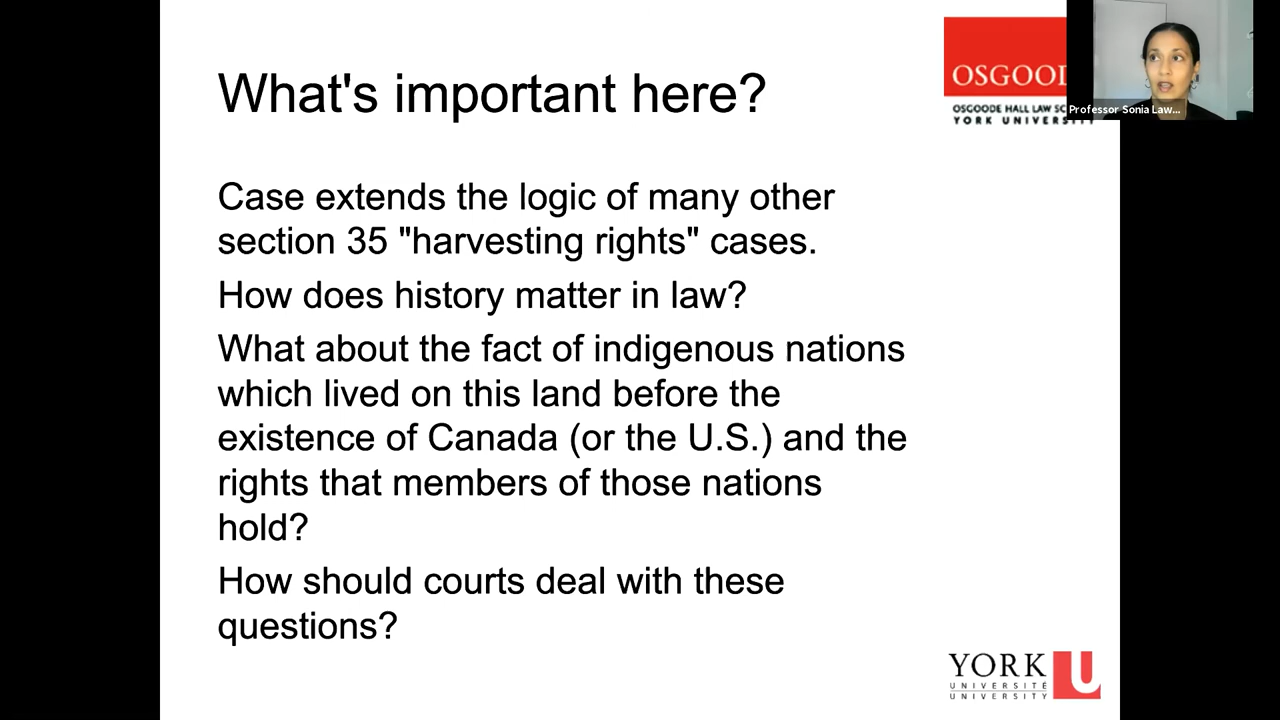 What's important here?
OSGOOD
OSGOODE HALL LAW SC
YORK UNIVERSITY
Professor Sonia Law...
Case extends the logic of many other
section 35 "harvesting rights" cases.
How does history matter in law?
What about the fact of indigenous nations
which lived on this land before the
existence of Canada (or the U.S.) and the
rights that members of those nations
hold?
How should courts deal with these
questions?
YORK U
UNIVERSITÉ
UNIVERSITY